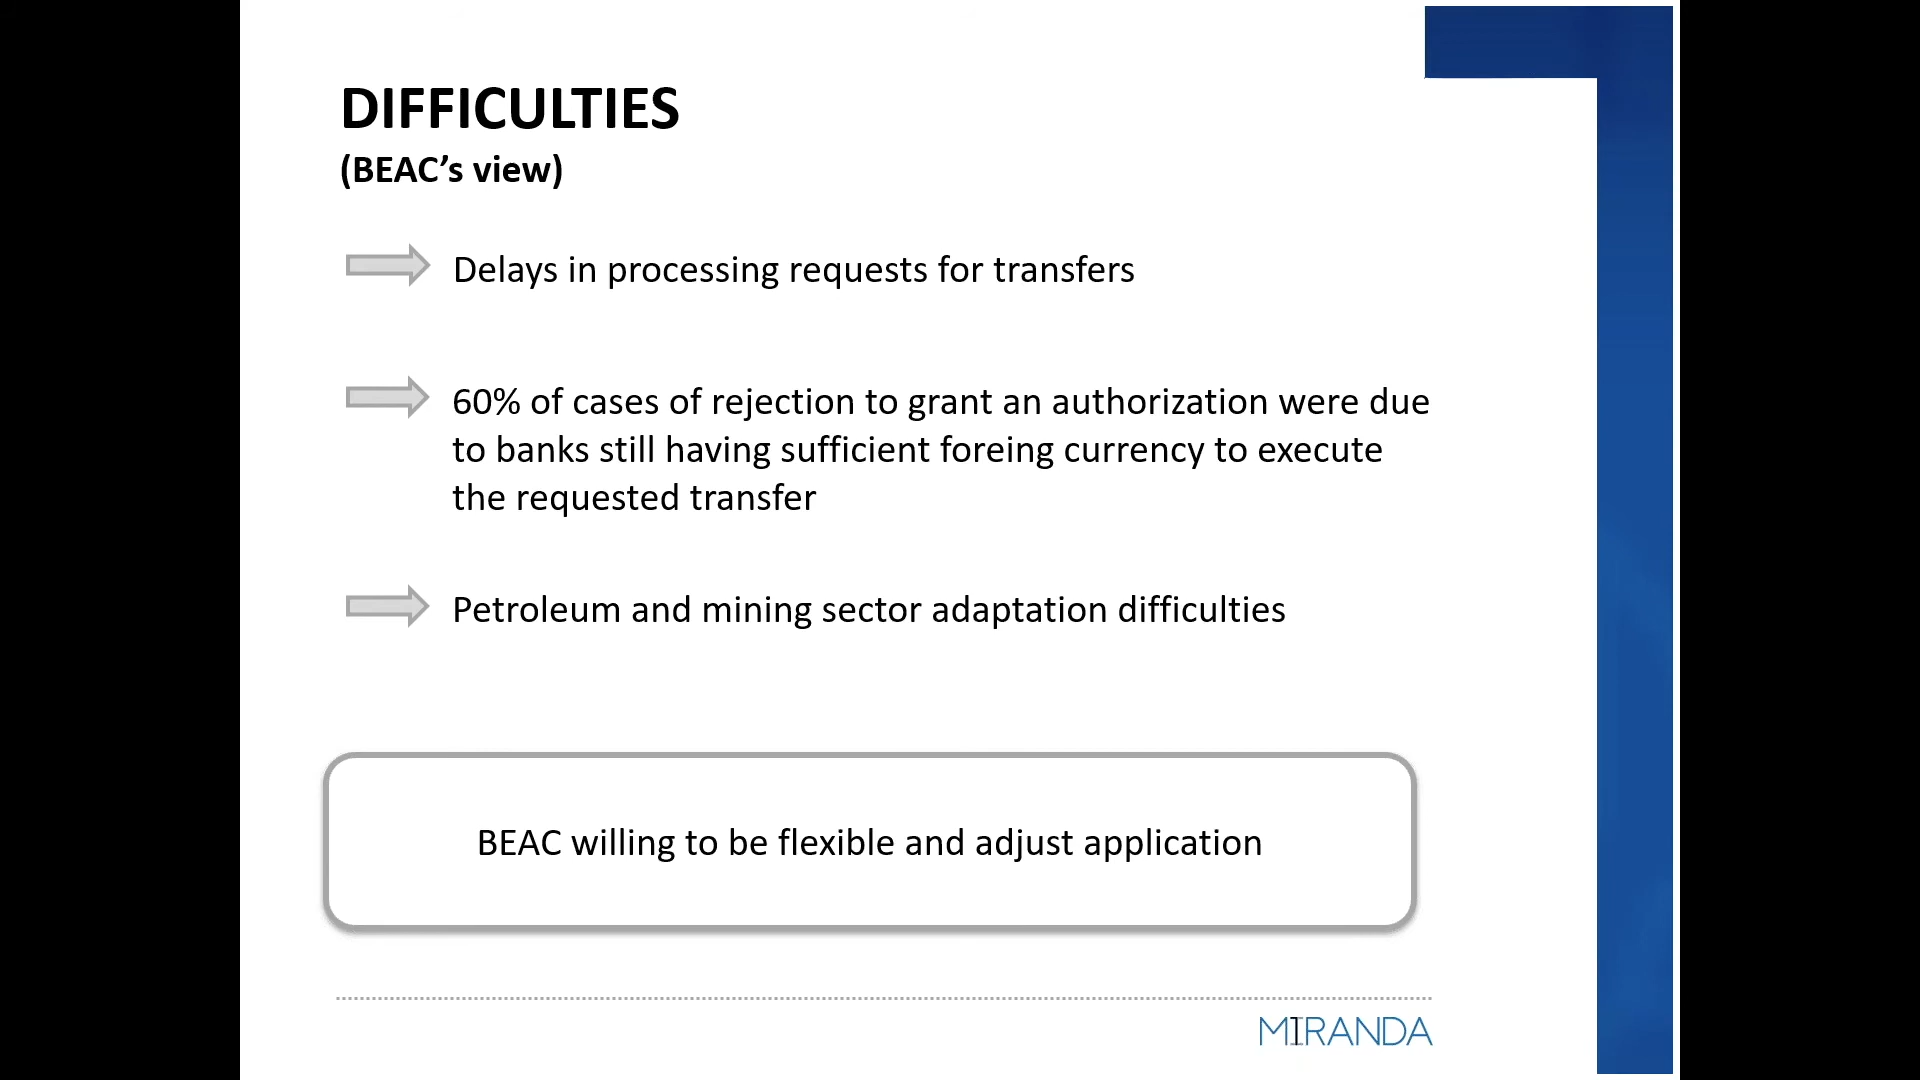 DIFFICULTIES
(BEAC’s view)
Delays in processing requests for transfers
60% of cases of rejection to grant an authorization were due
to banks still having sufficient foreing currency to execute
the requested transfer
Petroleum and mining sector adaptation difficulties
BEAC willing to be flexible and adjust application
MIRANDA